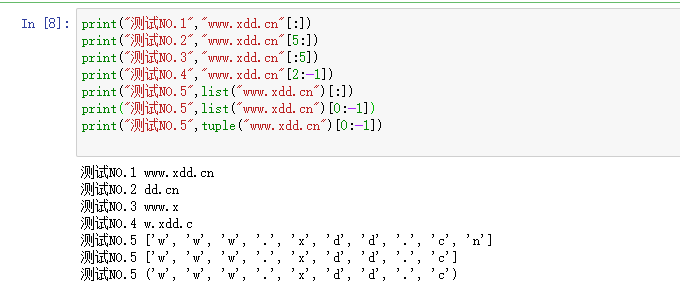 In [8]: print("测试NO.1","www.xdd.cn"[:])
print("测试NO.2","www.xdd.cn"[5:])
print("测试NO.3","www.xdd.cn"[:5])
print("测试NO.4","www.xdd.cn"[2:-1])
print("测试NO.5",list("www.xdd.cn")[:])
print("测试NO.5",list("www.xdd.cn")[0:-1])
print("测试NO.5",tuple("www.xdd.cn")[0:-1])
测试NO.1 www.xdd.cn
测试NO.2 dd.cn
测试NO.3 www.x
测试NO.4 w.xdd.c
测试NO.5 ['w', 'w', 'w', '.', 'x', 'd', 'd', '.', 'c', 'n']
测试NO.5 ['w', 'w', 'w', '.', 'x', 'd', 'd', '.', 'c']
测试NO.5 ('w', 'w', 'w', '.', 'x', 'd', 'd', '.', 'c')